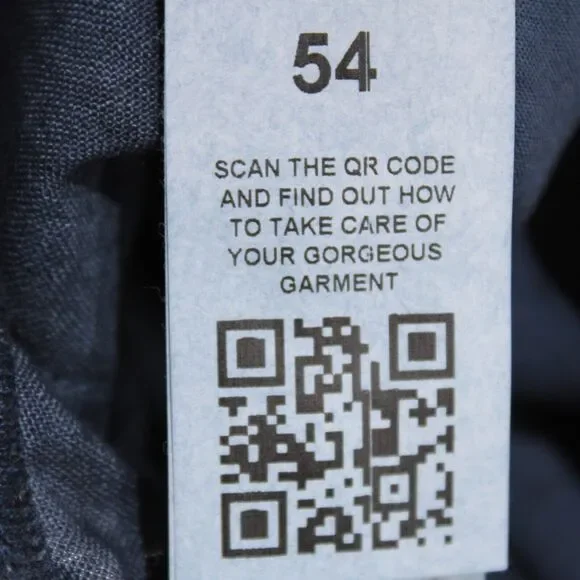 54
SCAN THE QR CODE
AND FIND OUT HOW
TO TAKE CARE OF
YOUR GORGEOUS
GARMENT